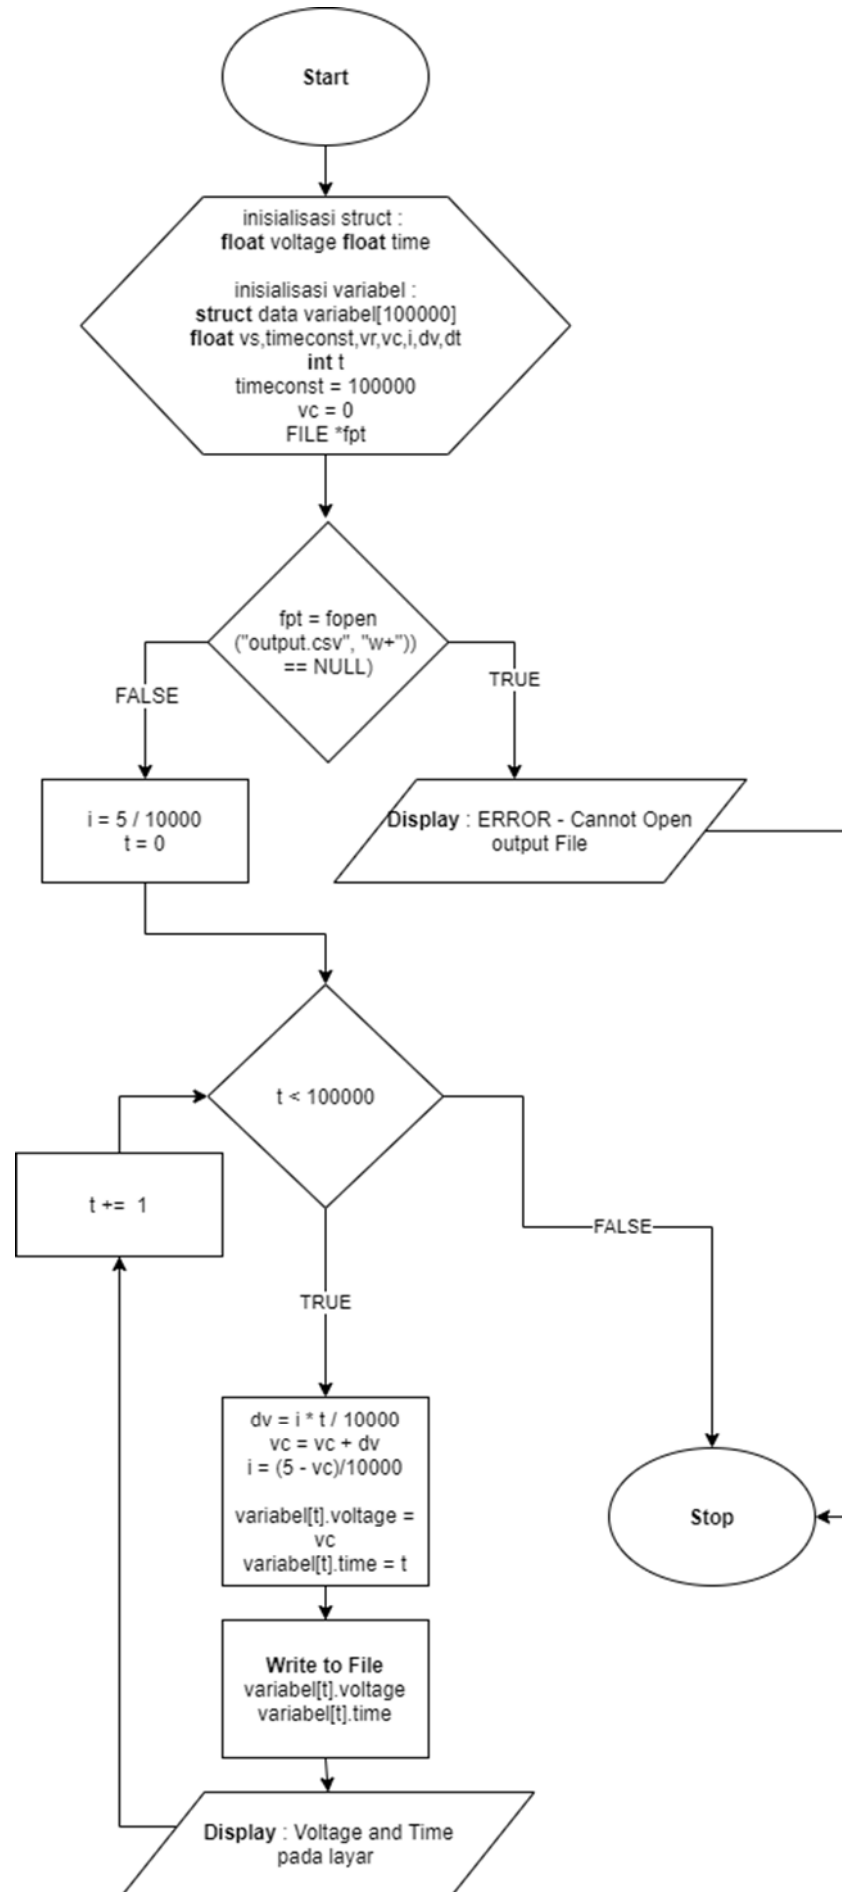 Start
inisialisasi struct :
float voltage float time
inisialisasi variabel :
struct data variabel[100000]
float vs,timeconst,vr,vc,i,dv,dt
int t
timeconst = 100000
vc = 0
FILE *fpt
fpt = fopen
("output.csv", "w+"))
== NULL)
FALSE
TRUE
i = 5 / 10000
t = 0
Display : ERROR - Cannot Open
output File
t < 100000
t += 1
FALSE
TRUE
dv = i * t / 10000
vc = vc + dv
i = (5 - vc)/10000
variabel[t].voltage =
vc
variabel[t].time = t
Stop
Write to File
variabel[t].voltage
variabel[t].time
Display : Voltage and Time
pada layar